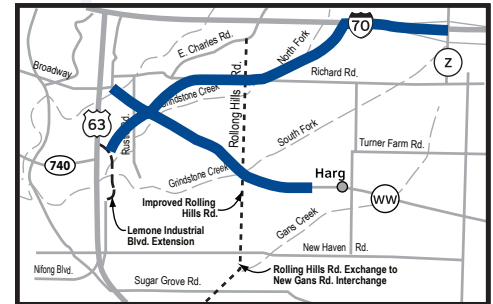 70
E. Charles Rd.
North Fork
Broadway
Z
Richard Rd.
Grindstone Creek
Rollong Hills Rd.
63
Rust Rd.
South Fork
Turner Farm Rd.
740
Grindstone Creek
Harg
WW
Improved Rolling
Hills Rd.
Gans Creek
Lemone Industrial
Blvd. Extension
New Haven Rd.
Nifong Blvd.
Rolling Hills Rd. Exchange to
New Gans Rd. Interchange
Sugar Grove Rd.